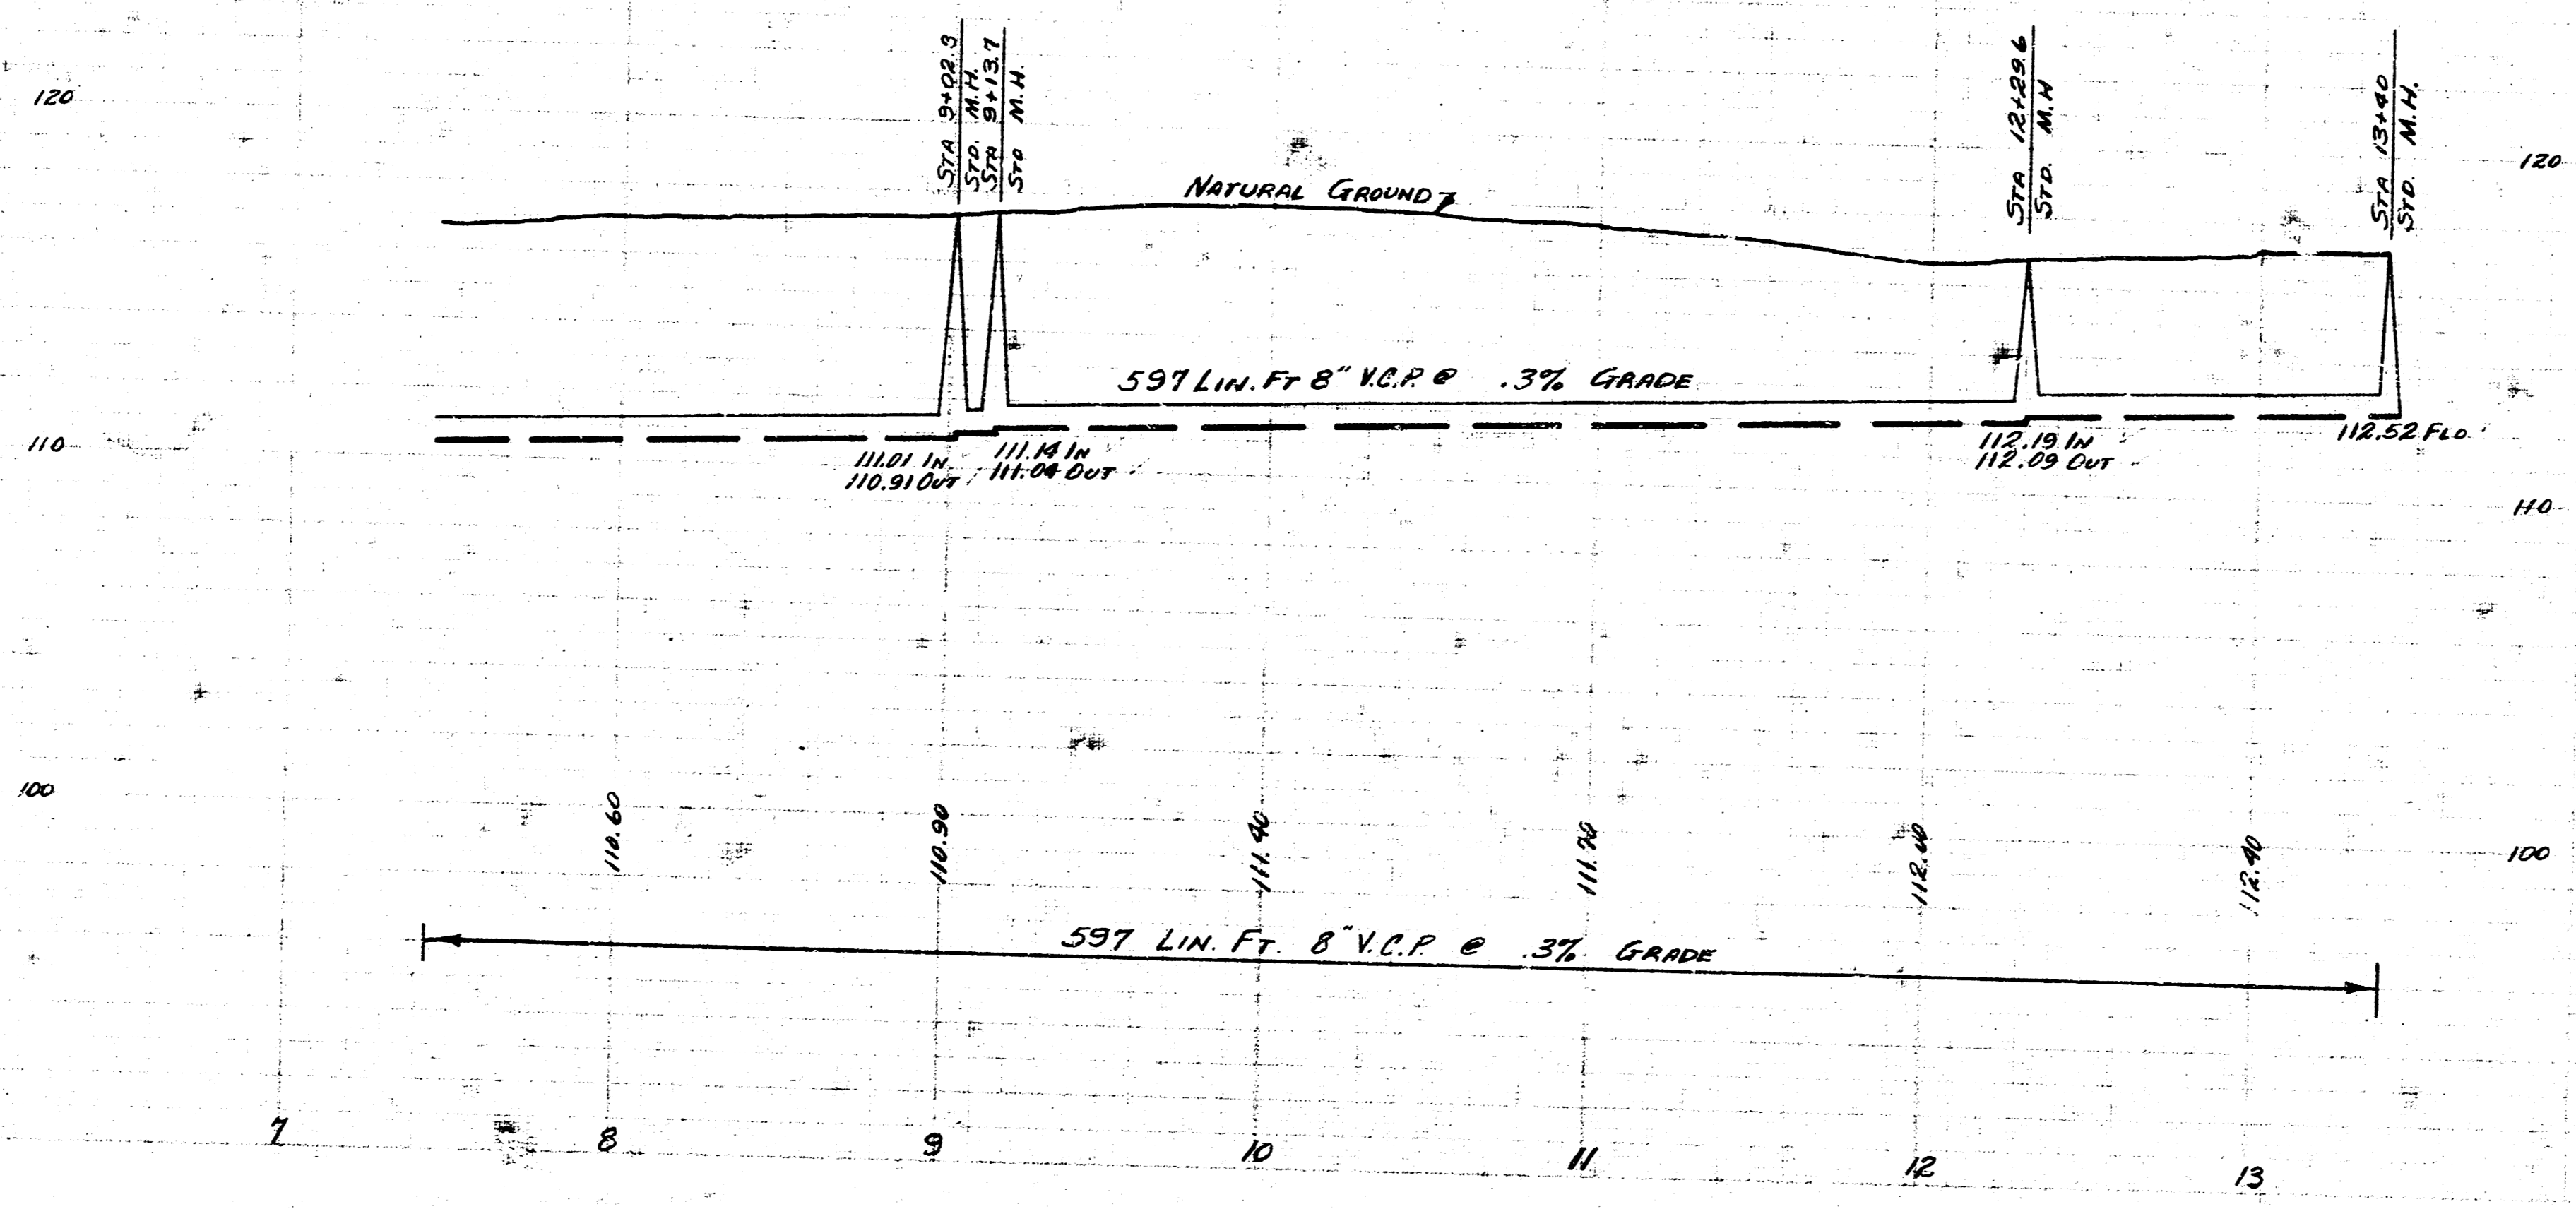 STA 9+02.3
STD. M.H.
STA 9+13.7
STD M.H.
STA 12+29.6
STD. M.H
STA 13+40
STD. M.H.
120
120
NATURAL GROUND
597 LIN. FT 8" V.C.P. @ .3% GRADE
110
111.01 IN
110.91 OUT
111.14 IN
111.04 OUT
112.19 IN
112.09 OUT
112.52 FLO
110
100
110.60
110.90
111.40
111.70
112.00
112.40
100
597 LIN. FT. 8" V.C.P. @ .3% GRADE
7
8
9
10
11
12
13